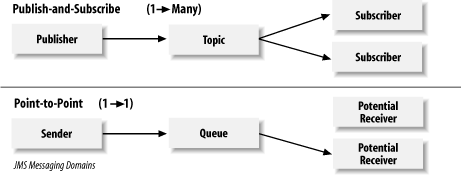 Publish-and-Subscribe (1→Many)
Publisher
Topic
Subscriber
Subscriber
Point-to-Point (1→1)
Sender
Queue
Potential
Receiver
Potential
Receiver
JMS Messaging Domains